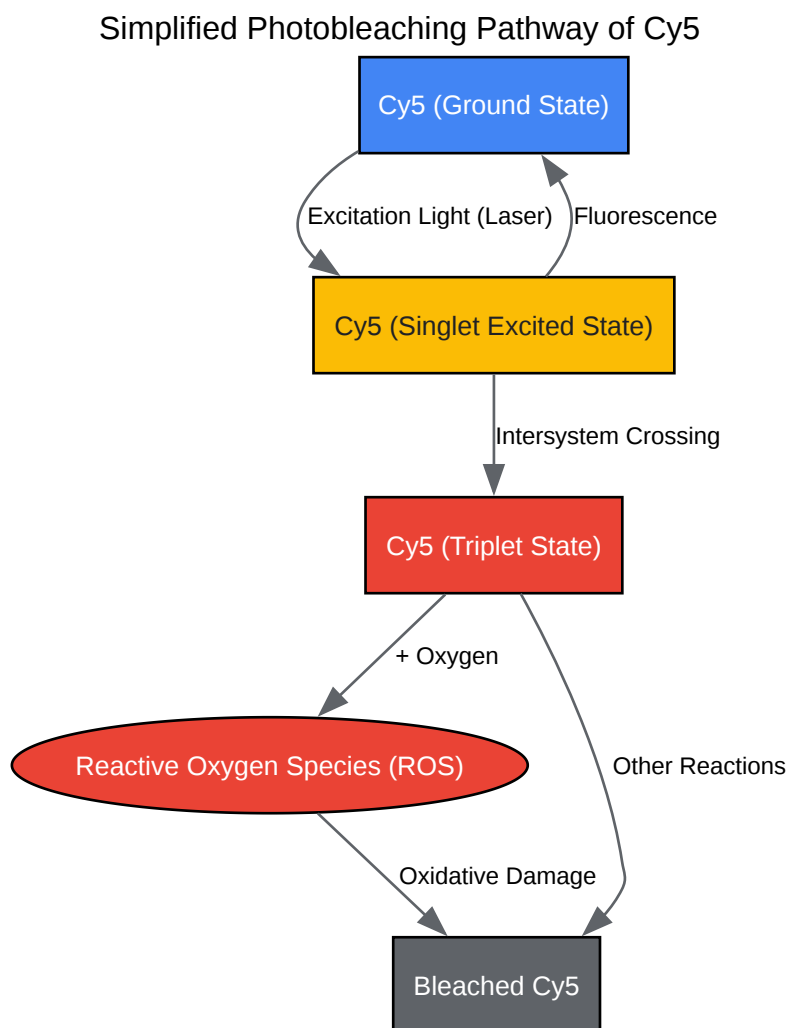 Simplified Photobleaching Pathway of Cy5
Cy5 (Ground State)
Excitation Light (Laser)
Fluorescence
Cy5 (Singlet Excited State)
Intersystem Crossing
Cy5 (Triplet State)
+ Oxygen
Reactive Oxygen Species (ROS)
Other Reactions
Oxidative Damage
Bleached Cy5